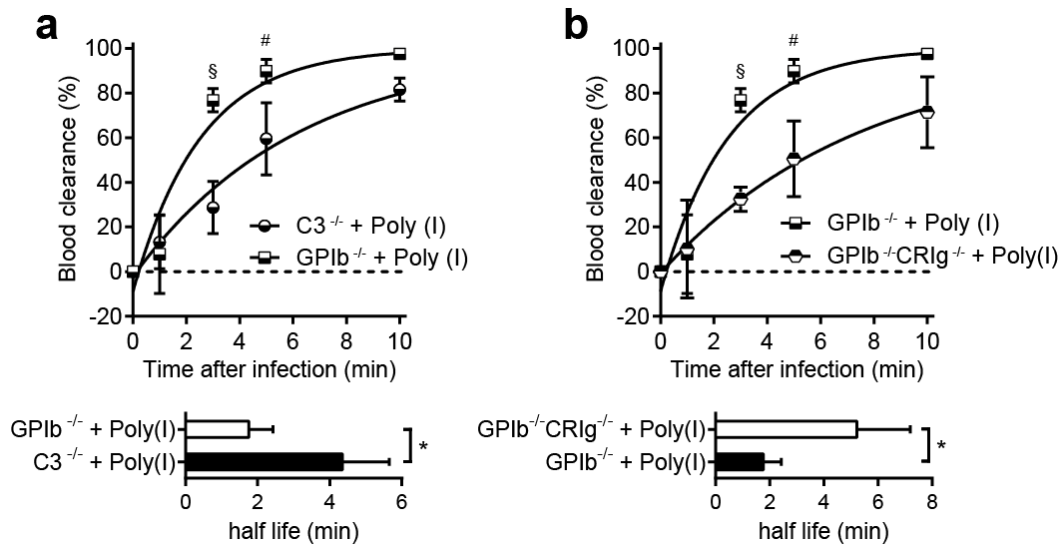 a
Blood clearance (%)
100
80
60
40
20
0
-20
§
#
C3 -/- + Poly (I)
GPIb -/- + Poly (I)
0 2 4 6 8 10
Time after infection (min)
GPIb -/- + Poly(I)
C3 -/- + Poly(I)
*
0 2 4 6
half life (min)
b
Blood clearance (%)
100
80
60
40
20
0
-20
§
#
GPIb -/- + Poly (I)
GPIb -/-CRIg -/- + Poly(I)
0 2 4 6 8 10
Time after infection (min)
GPIb -/-CRIg -/- + Poly(I)
GPIb -/- + Poly(I)
*
0 2 4 6 8
half life (min)